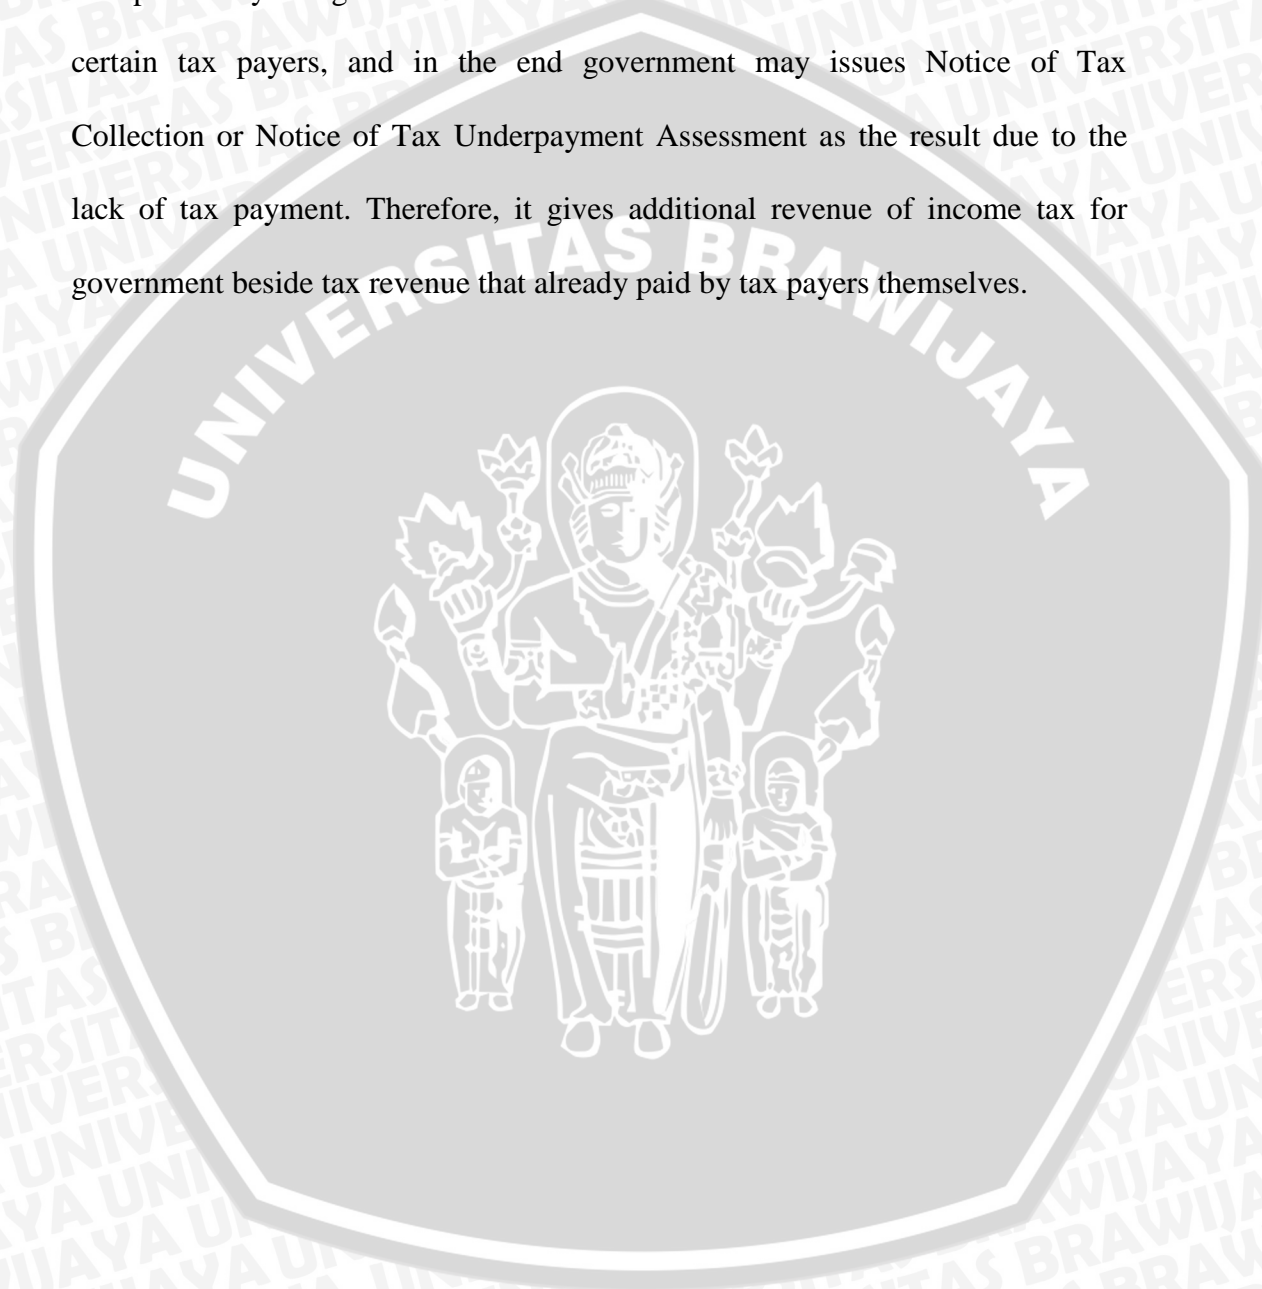 certain tax payers, and in the end government may issues Notice of Tax
Collection or Notice of Tax Underpayment Assessment as the result due to the
lack of tax payment. Therefore, it gives additional revenue of income tax for
government beside tax revenue that already paid by tax payers themselves.
UNIVERSITAS BRAWIJAYA